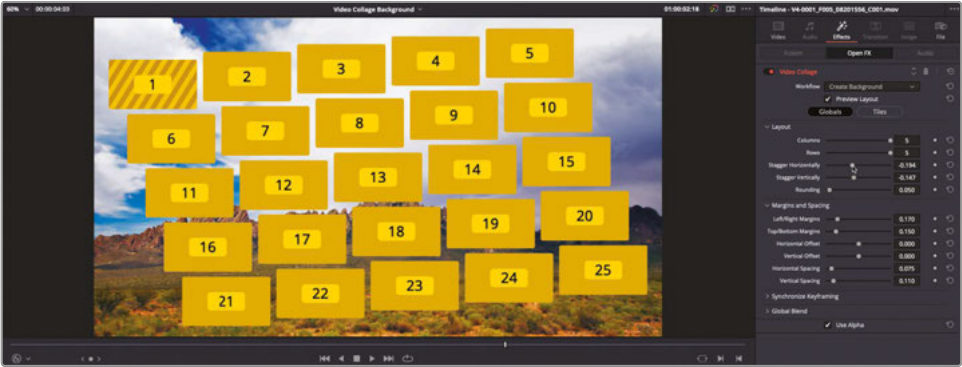 60% 00:00:04:03 Video Collage Background 01:00:02:18 Timeline - V4-0001_F005_08201556_C001.mov
Video Audio Effects Transition Image File
Fusion Open FX Audio
Video Collage
Workflow Create Background
Preview Layout
Globals Tiles
Layout
Columns 5
Rows 5
Stagger Horizontally -0.194
Stagger Vertically -0.147
Rounding 0.050
Margins and Spacing
Left/Right Margins 0.170
Top/Bottom Margins 0.150
Horizontal Offset 0.000
Vertical Offset 0.000
Horizontal Spacing 0.075
Vertical Spacing 0.110
Synchronize Keyframing
Global Blend
Use Alpha
1 2 3 4 5
6 7 8 9 10
11 12 13 14 15
16 17 18 19 20
21 22 23 24 25